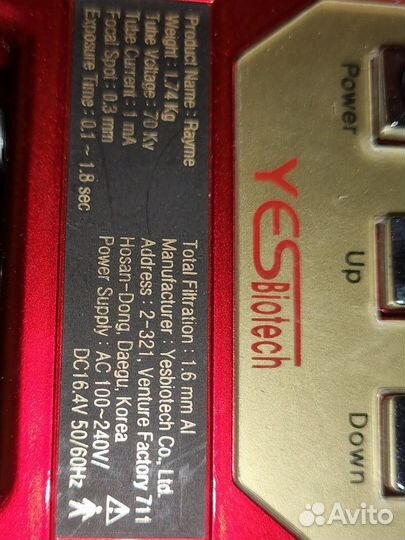 Product Name : Rayme
Weight : 1.74 Kg
Tube Voltage : 70 Kv
Tube Current : 1 mA
Focal Spot : 0.3 mm
Exposure Time : 0.1 ~ 1.8 sec
Total Filtration : 1.6 mm Al
Manufacturer : Yesbiotech Co., Ltd.
Address : 2-321, Venture Factory 711
Hosan-Dong, Daegu, Korea
Power Supply : AC 100~240V/
DC16.4V 50/60Hz
YESBiotech
Power
Up
Down
Avito